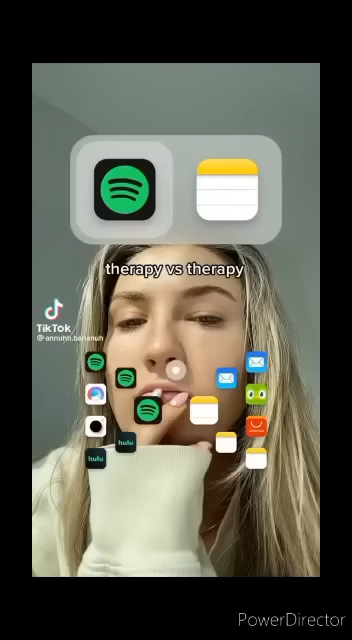 therapy vs therapy
TikTok
@annuhh.bananuh
hulu
hulu
PowerDirector